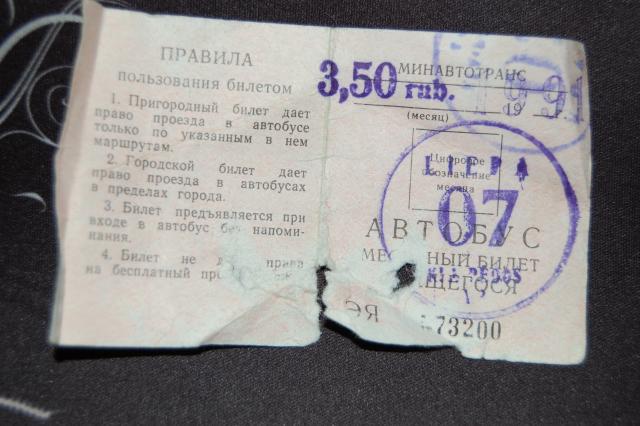 ПРАВИЛА
пользования билетом
1. Пригородный билет дает
право проезда в автобусе
только по указанным в нем
маршрутам.
2. Городской билет дает
право проезда в автобусах
в пределах города.
3. Билет предъявляется при
входе в автобус без напоми-
нания.
4. Билет не права
на бесплатный
3,50 rub.
МИНАВТОТРАНС
19 91
(месяц)
Цифровое
обозначение
месяца
07
АВТОБУС
БИЛЕТ
ЭЯ 73200